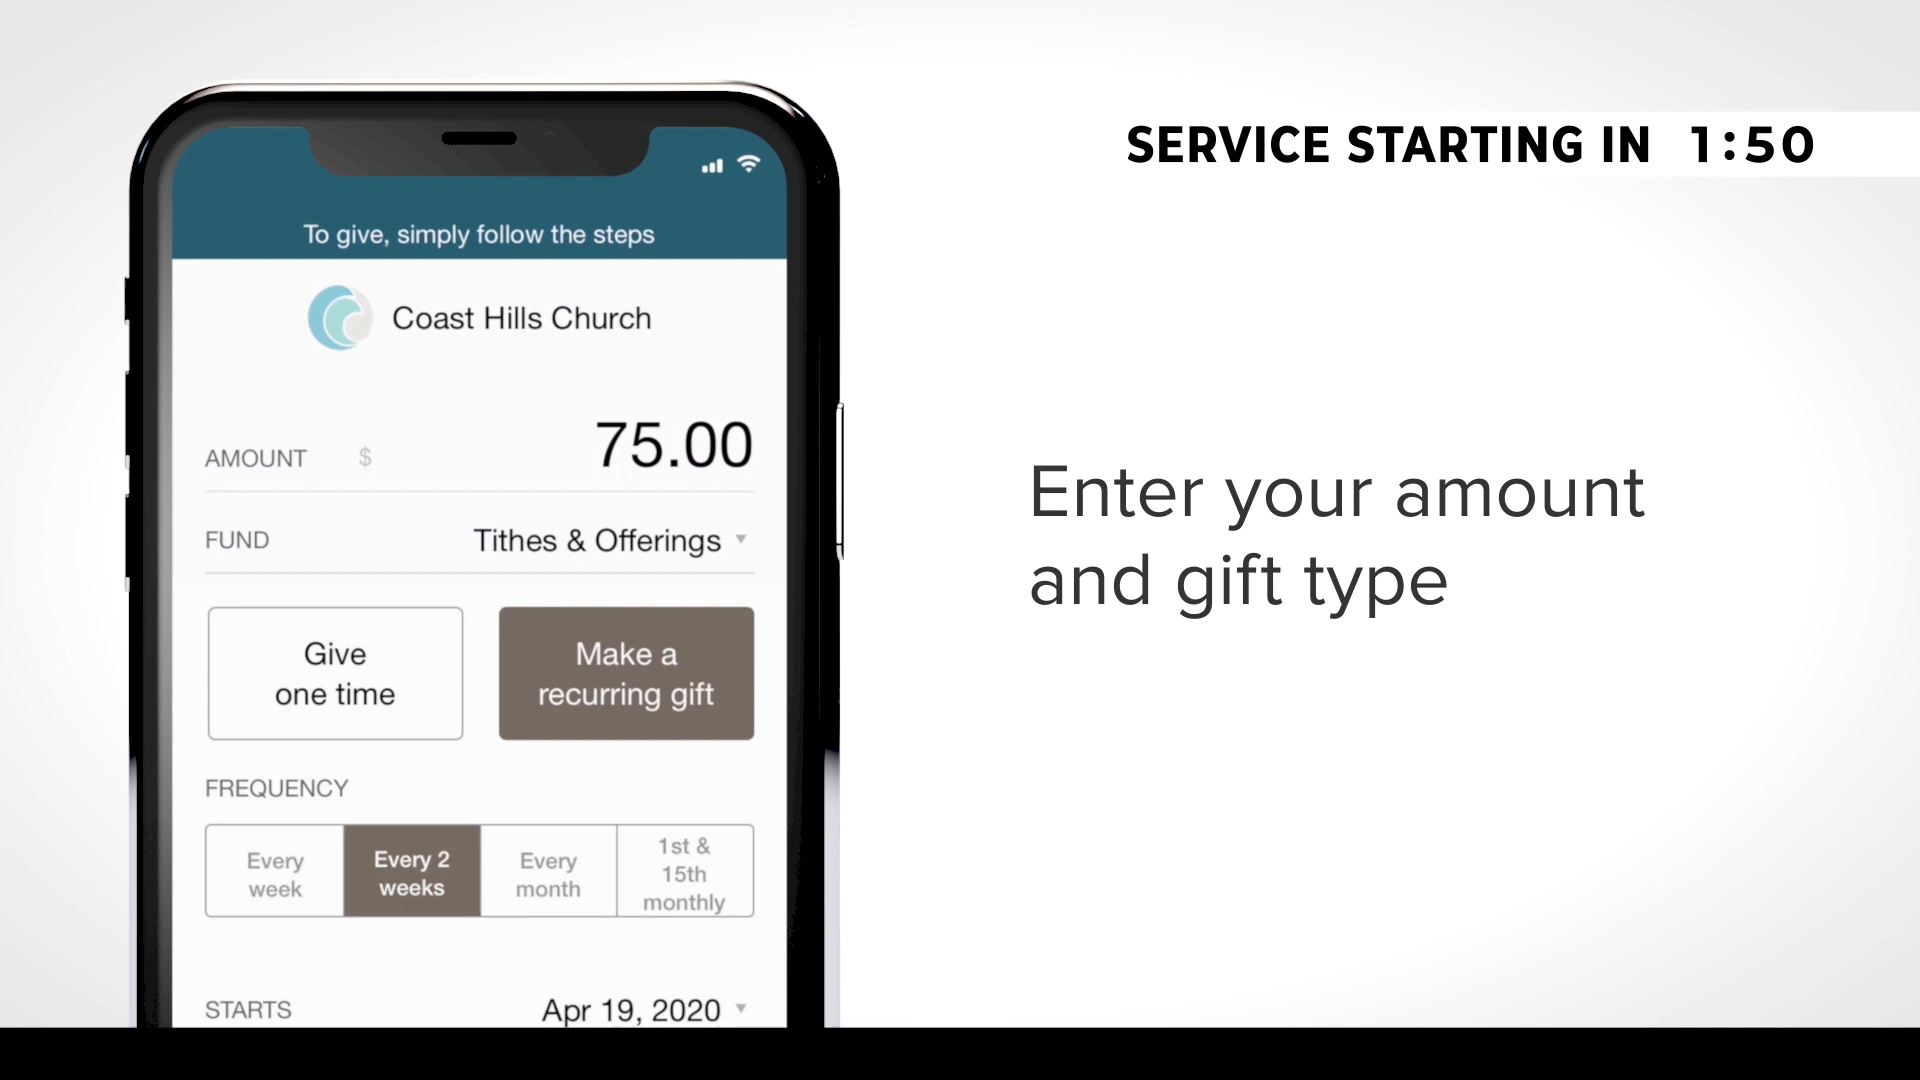 SERVICE STARTING IN 1:50
To give, simply follow the steps
Coast Hills Church
AMOUNT $ 75.00
FUND Tithes & Offerings
Give
one time
Make a
recurring gift
FREQUENCY
Every
week
Every 2
weeks
Every
month
1st &
15th
monthly
STARTS Apr 19, 2020
Enter your amount
and gift type